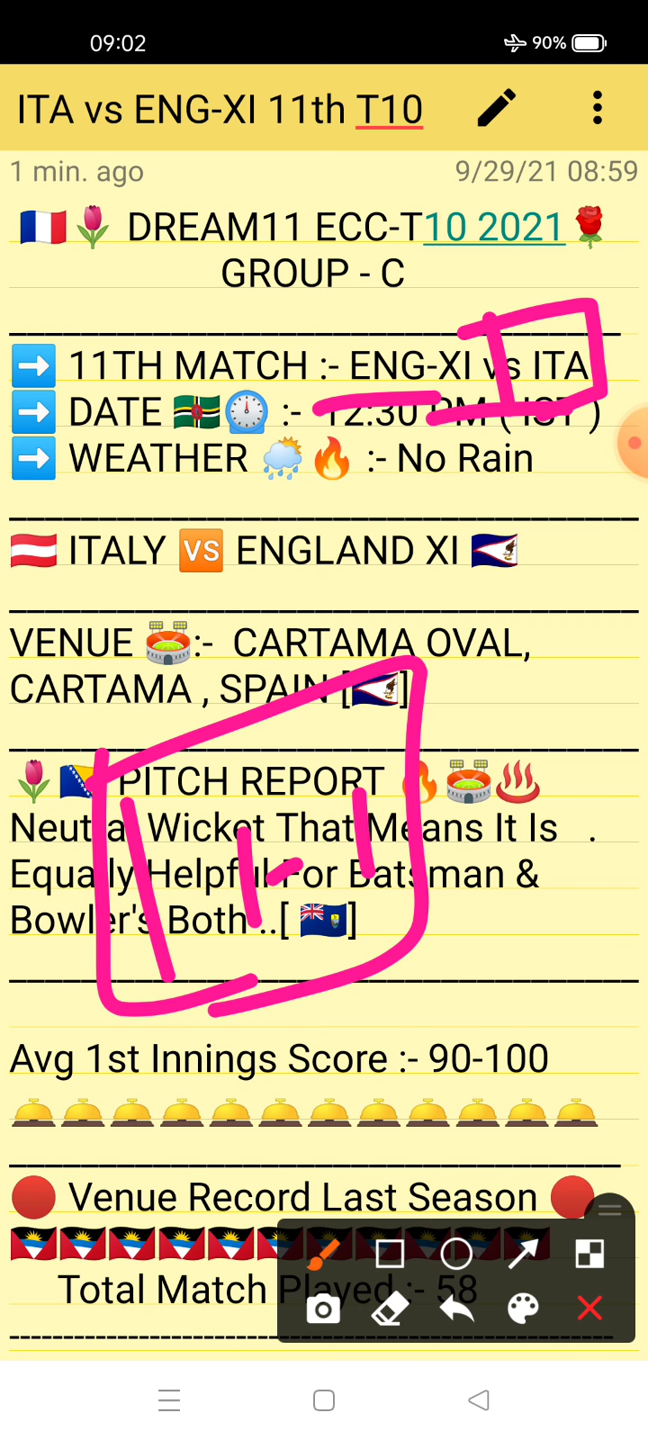 09:02 90%
ITA vs ENG-XI 11th T10
1 min. ago 9/29/21 08:59
🇫🇷🌷 DREAM11 ECC-T10 2021🌹
GROUP - C
➡️ 11TH MATCH :- ENG-XI vs ITA
➡️ DATE 🇩🇲⏲️ :- 12:30 PM ( IST )
➡️ WEATHER 🌦️🔥 :- No Rain
🇦🇹 ITALY 🆚 ENGLAND XI 🇦🇸
VENUE 🏟️:- CARTAMA OVAL,
CARTAMA , SPAIN [🇦🇸]
🌷🇧🇦 PITCH REPORT 🔥🏟️♨️
Neutral Wicket That Means It Is .
Equally Helpful For Batsman &
Bowler's Both ..[ 🇸🇭]
Avg 1st Innings Score :- 90-100
🛎️🛎️🛎️🛎️🛎️🛎️🛎️🛎️🛎️🛎️🛎️🛎️
🔴 Venue Record Last Season 🔴
🇦🇬🇦🇬🇦🇬🇦🇬🇦🇬🇦🇬🇦🇬🇦🇬🇦🇬🇦🇬🇦🇬
Total Match Played :- 58